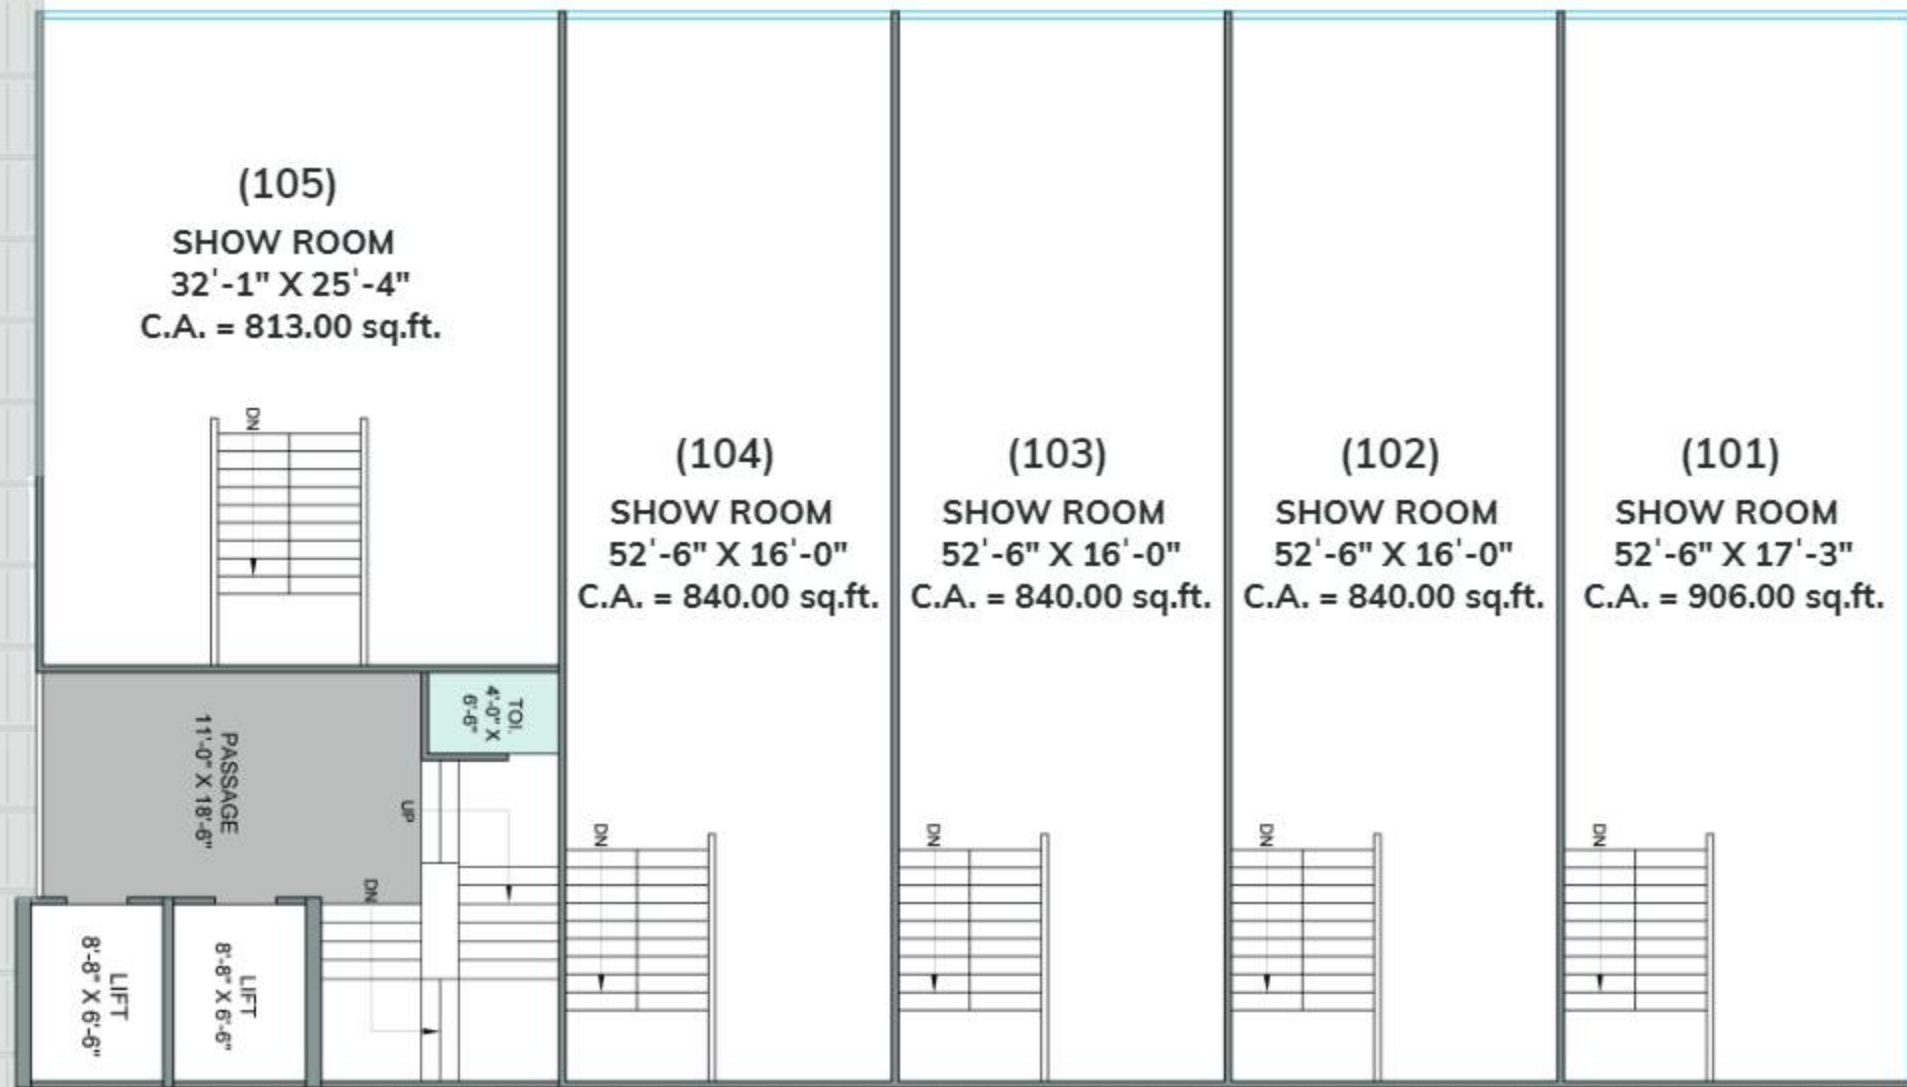 (105)
SHOW ROOM
32'-1" X 25'-4"
C.A. = 813.00 sq.ft.
DN
(104)
SHOW ROOM
52'-6" X 16'-0"
C.A. = 840.00 sq.ft.
(103)
SHOW ROOM
52'-6" X 16'-0"
C.A. = 840.00 sq.ft.
(102)
SHOW ROOM
52'-6" X 16'-0"
C.A. = 840.00 sq.ft.
(101)
SHOW ROOM
52'-6" X 17'-3"
C.A. = 906.00 sq.ft.
TOI.
4'-0" X
6'-6"
PASSAGE
11'-0" X 18'-6"
UP
DN
DN
DN
DN
DN
LIFT
8'-8" X 6'-6"
LIFT
8'-8" X 6'-6"